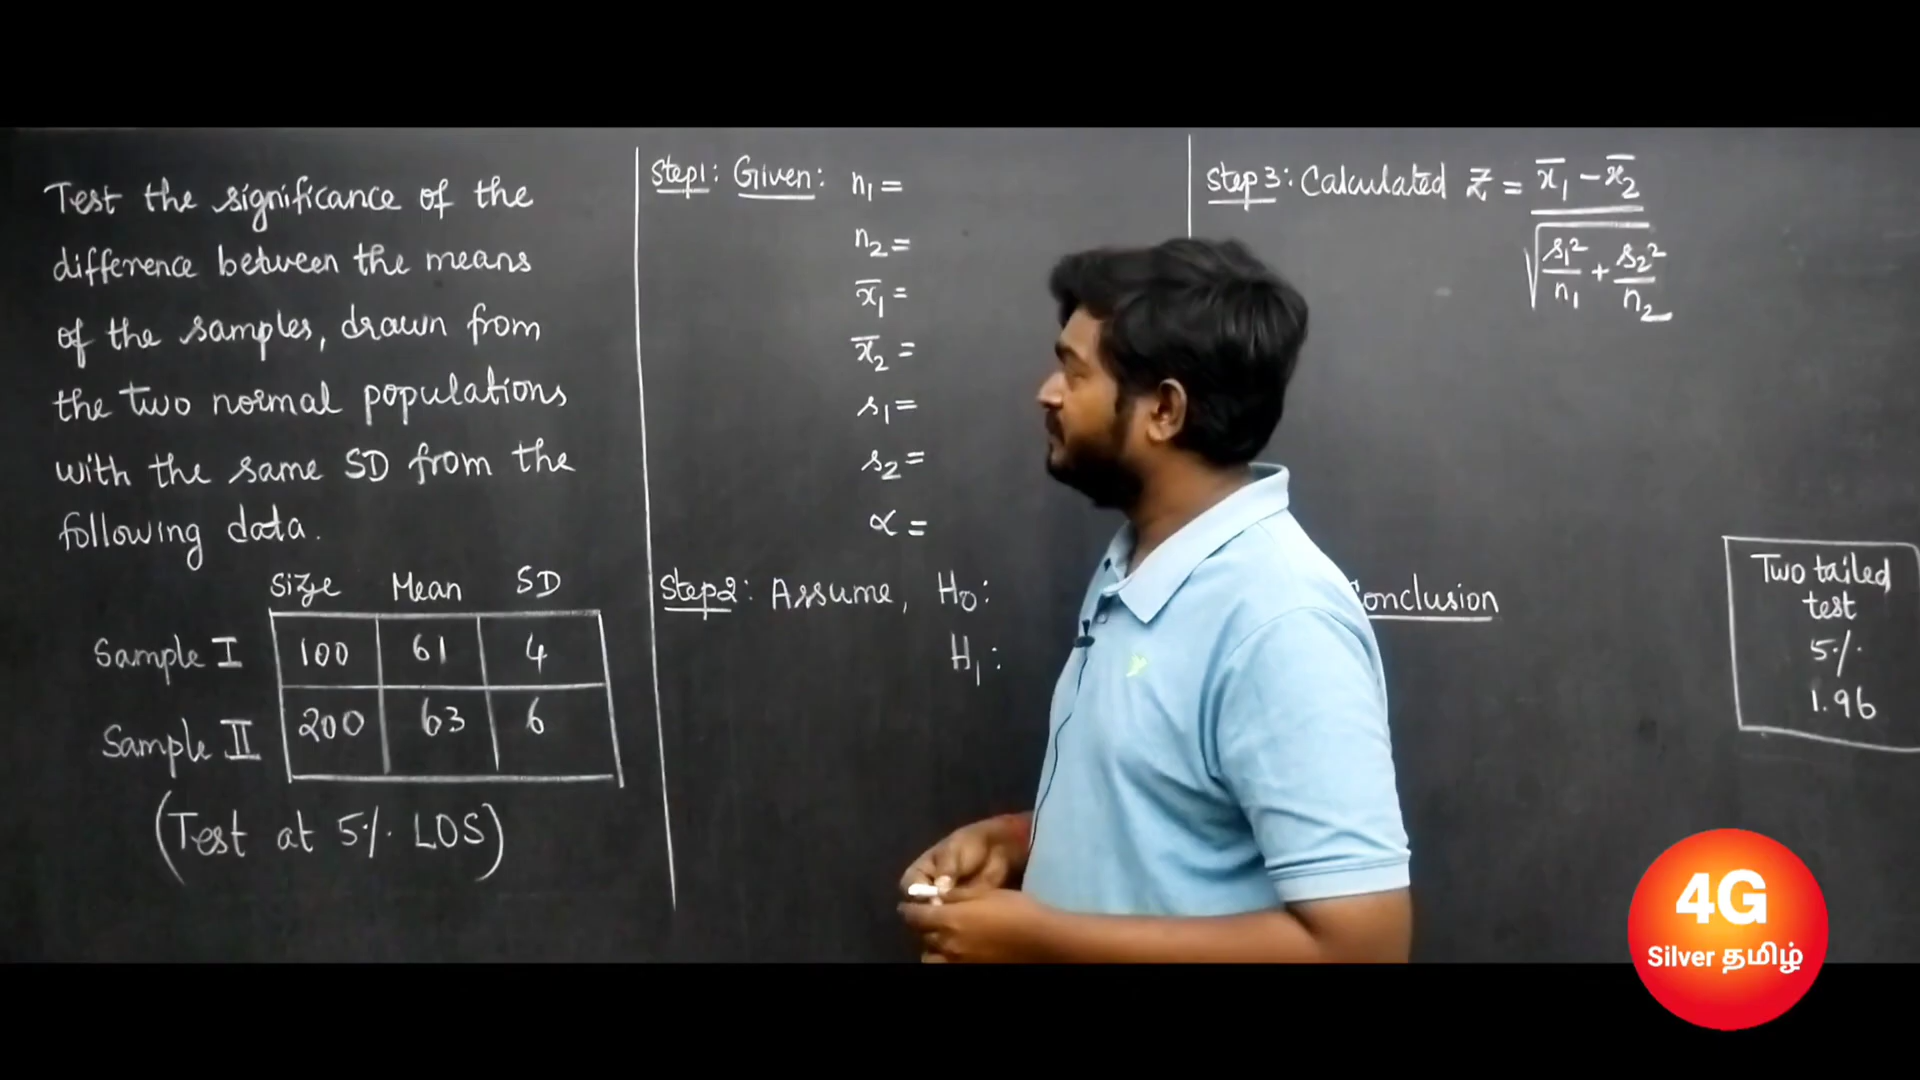 Test the significance of the
difference between the means
of the samples, drawn from
the two normal populations
with the same SD from the
following data.
Size Mean SD
Sample I 100 61 4
Sample II 200 63 6
(Test at 5% LOS)
Step1: Given: n₁ =
n₂ =
x̄₁ =
x̄₂ =
s₁ =
s₂ =
α =
Step2: Assume, H₀:
H₁:
Step 3: Calculated Z = x̄₁ - x̄₂
√ s₁²/n₁ + s₂²/n₂
onclusion
Two tailed
test
5%
1.96
4G
Silver தமிழ்